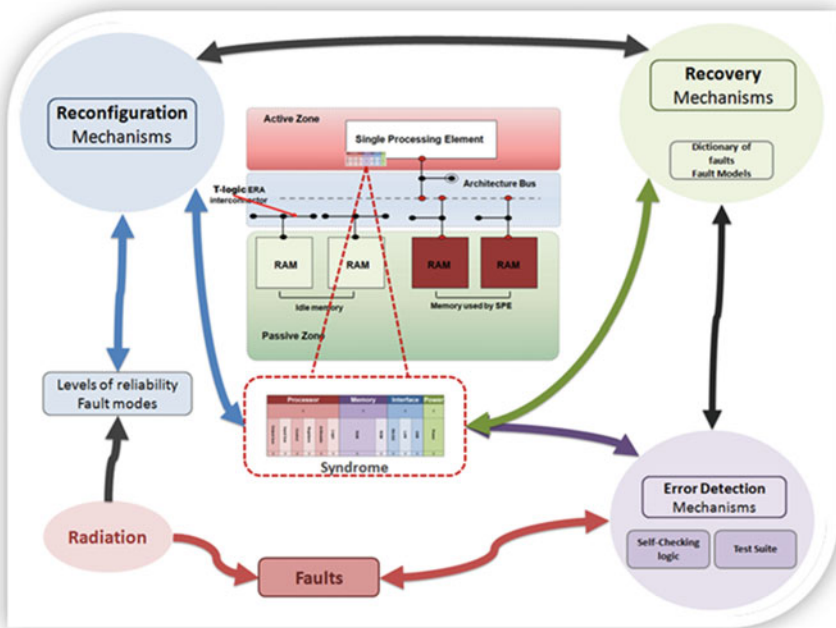 Reconfiguration
Mechanisms
Recovery
Mechanisms
Dictionary of
faults
Fault Models
Active Zone
Single Processing Element
T-logic ERA
interconnector
Architecture Bus
RAM
RAM
RAM
RAM
Idle memory
Memory used by SPE
Passive Zone
Levels of reliability
Fault modes
Processor
Memory
Interface
Power
Syndrome
Error Detection
Mechanisms
Self-Checking
logic
Test Suite
Radiation
Faults